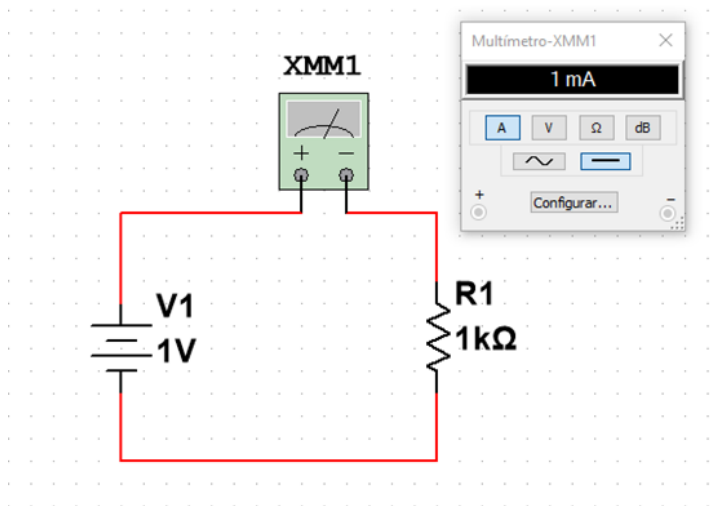 XMM1
+ −
V1
1V
R1
1kΩ
Multímetro-XMM1
1 mA
A V Ω dB
+ −
Configurar...